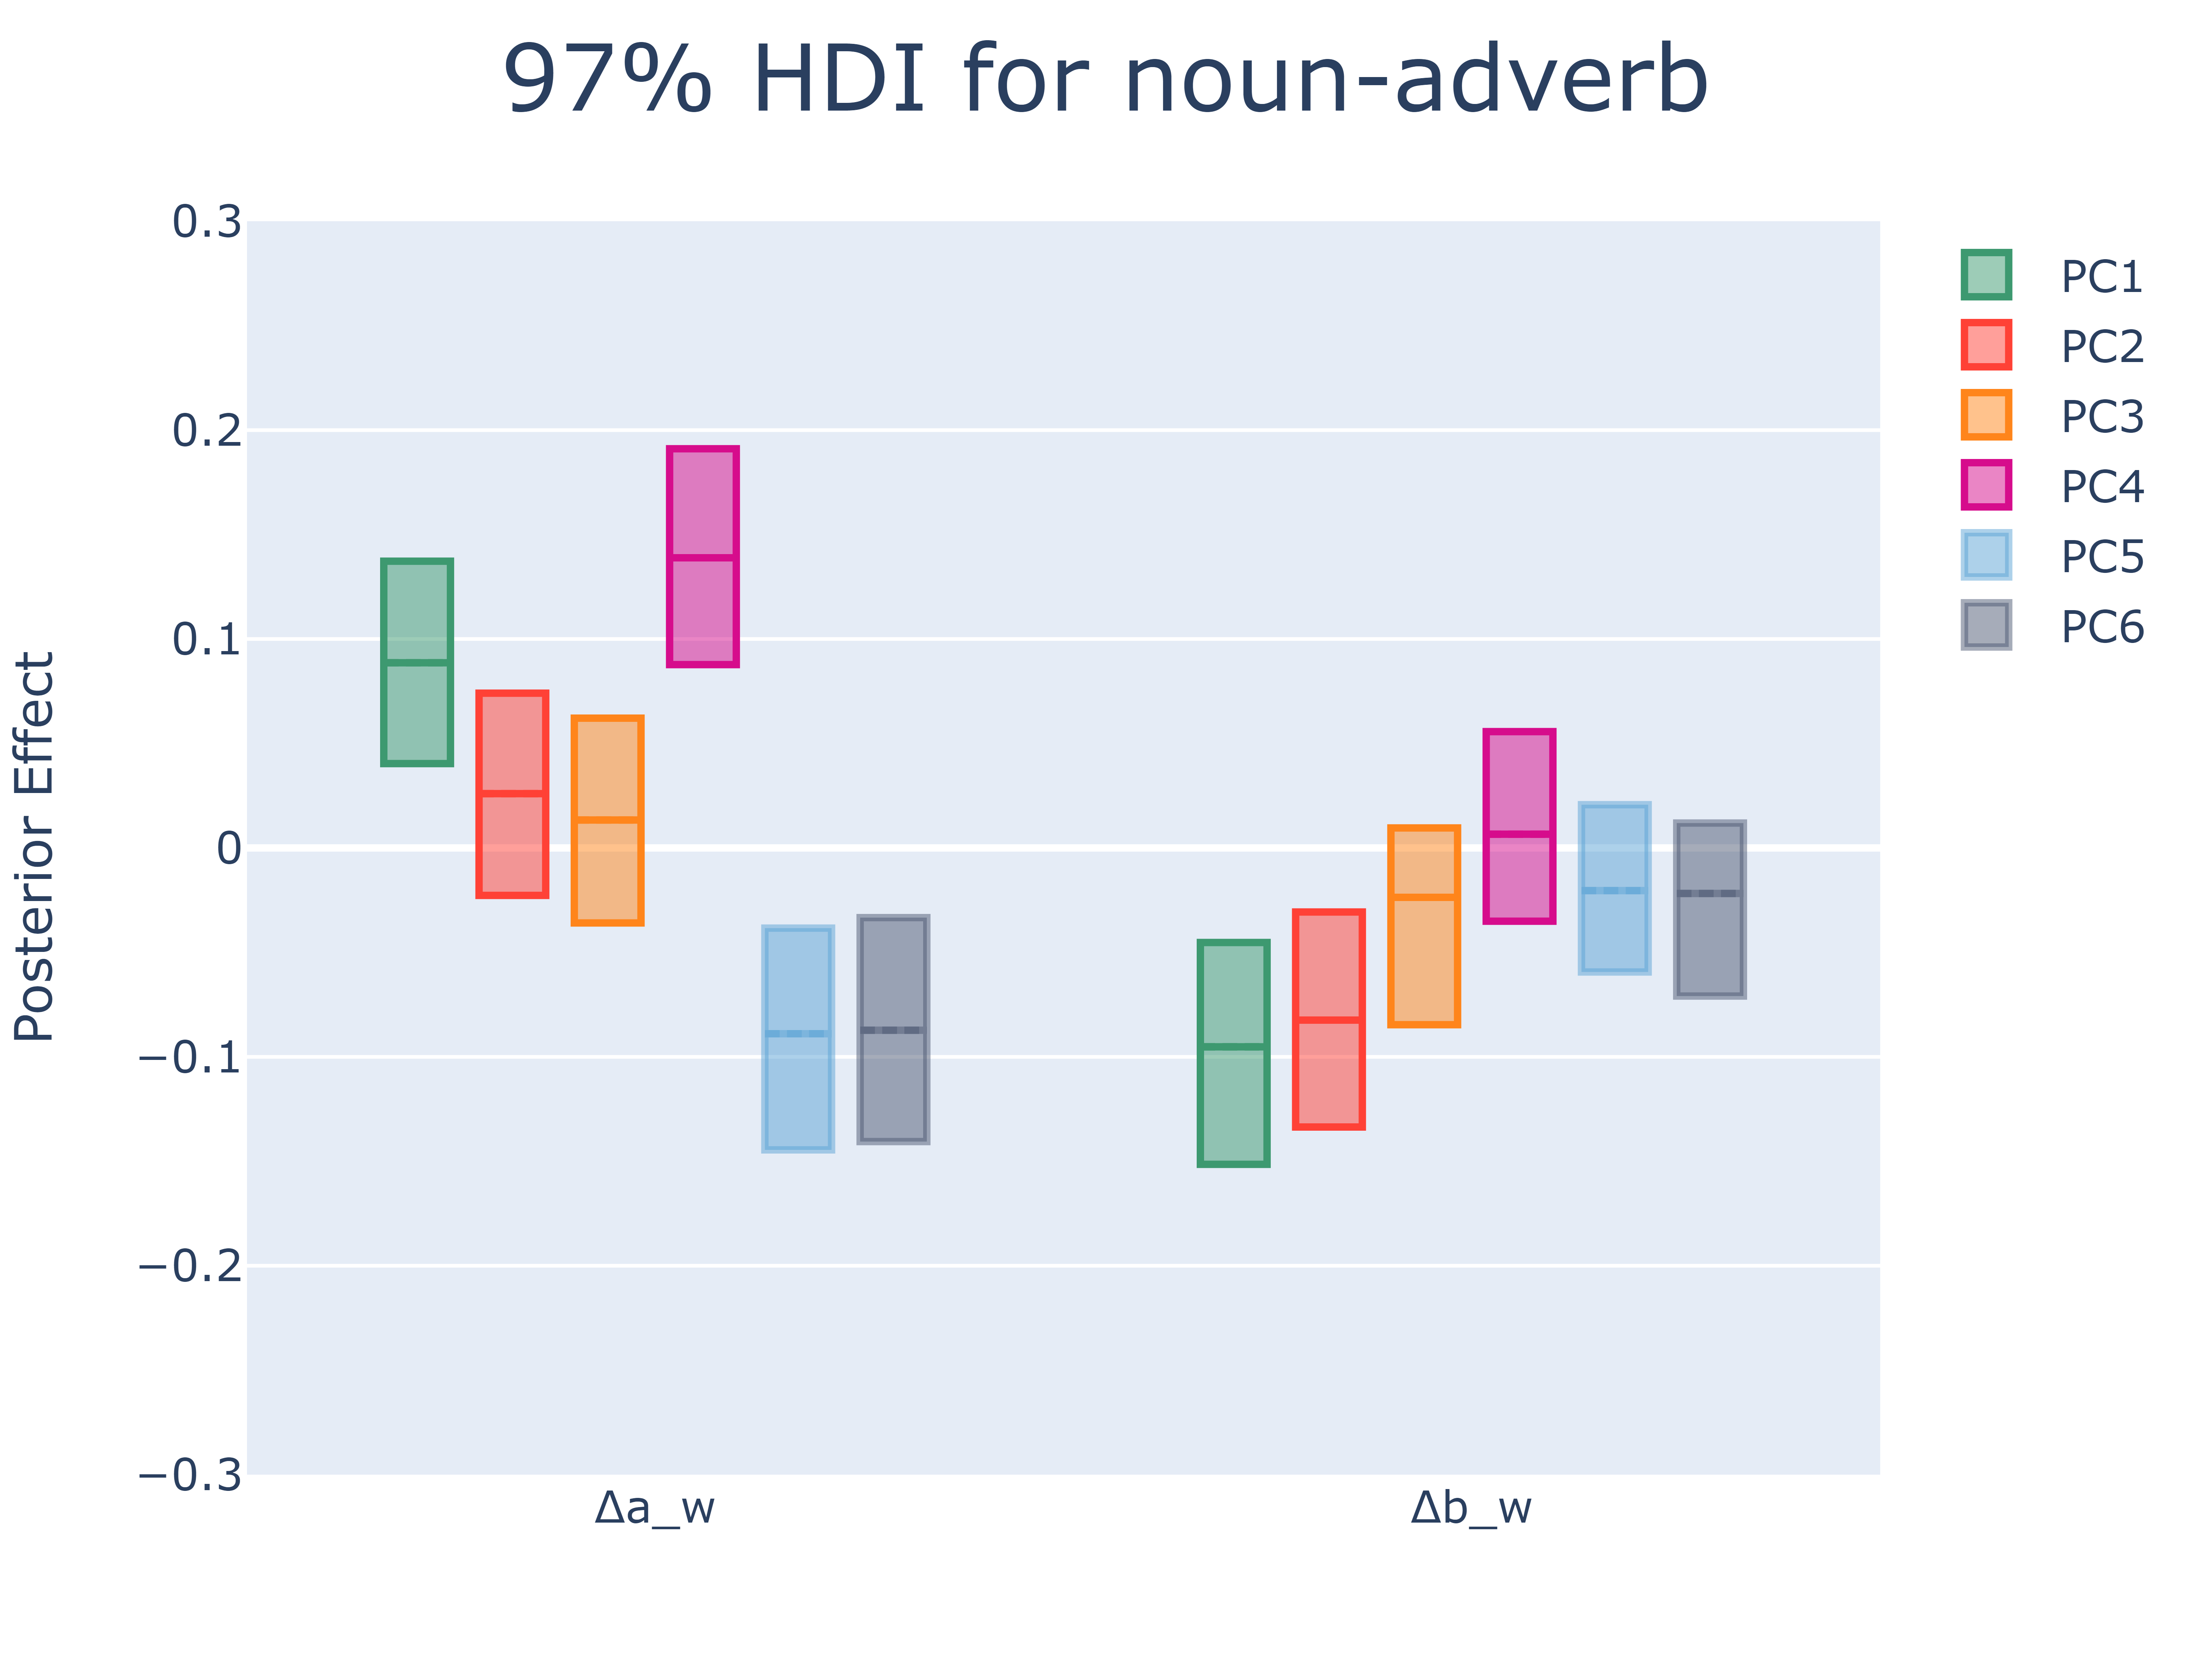 97% HDI for noun-adverb
Posterior Effect
0.3
0.2
0.1
0
−0.1
−0.2
−0.3
Δa_w
Δb_w
PC1
PC2
PC3
PC4
PC5
PC6